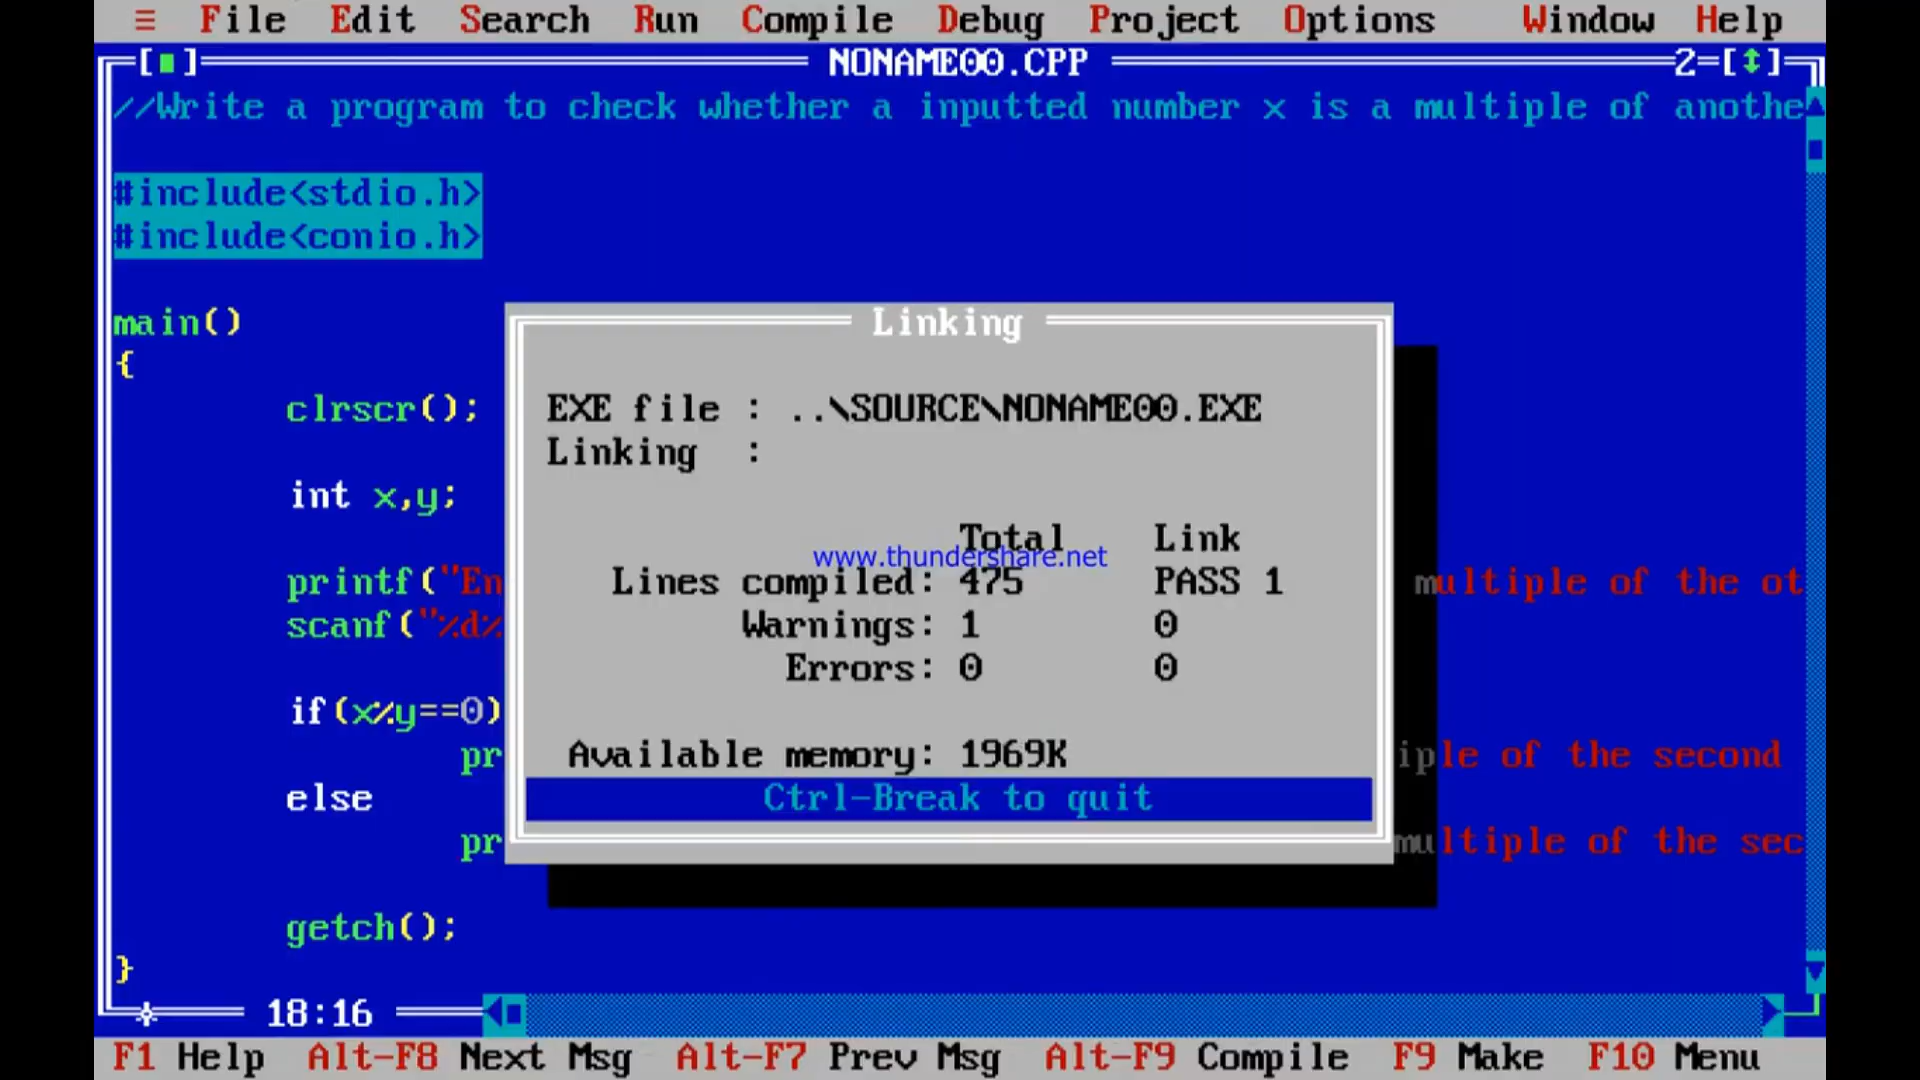 ≡ File Edit Search Run Compile Debug Project Options Window Help
[■] NONAME00.CPP 2=[↕]
//Write a program to check whether a inputted number x is a multiple of anothe
#include<stdio.h>
#include<conio.h>
main()
{
clrscr();
int x,y;
printf("En multiple of the ot
scanf("%d%
if(x%y==0)
pr iple of the second
else
pr multiple of the sec
getch();
}
Linking
EXE file : ..\SOURCE\NONAME00.EXE
Linking :
Total Link
www.thundershare.net
Lines compiled: 475 PASS 1
Warnings: 1 0
Errors: 0 0
Available memory: 1969K
Ctrl-Break to quit
18:16
F1 Help Alt-F8 Next Msg Alt-F7 Prev Msg Alt-F9 Compile F9 Make F10 Menu